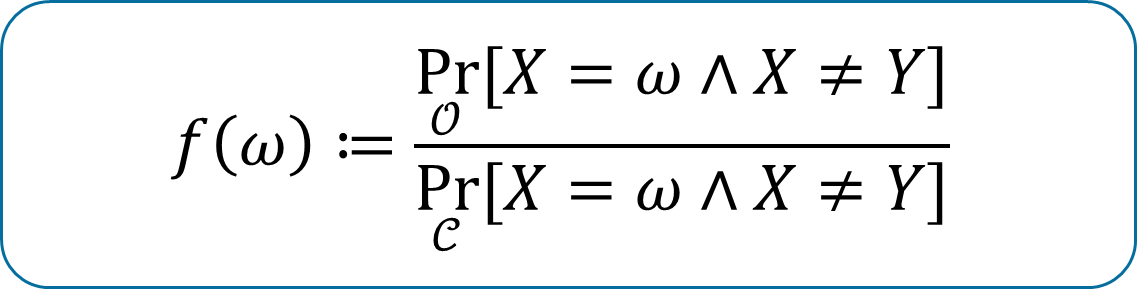 f(ω) ≔ Pr_𝒪[X = ω ∧ X ≠ Y] / Pr_𝒞[X = ω ∧ X ≠ Y]